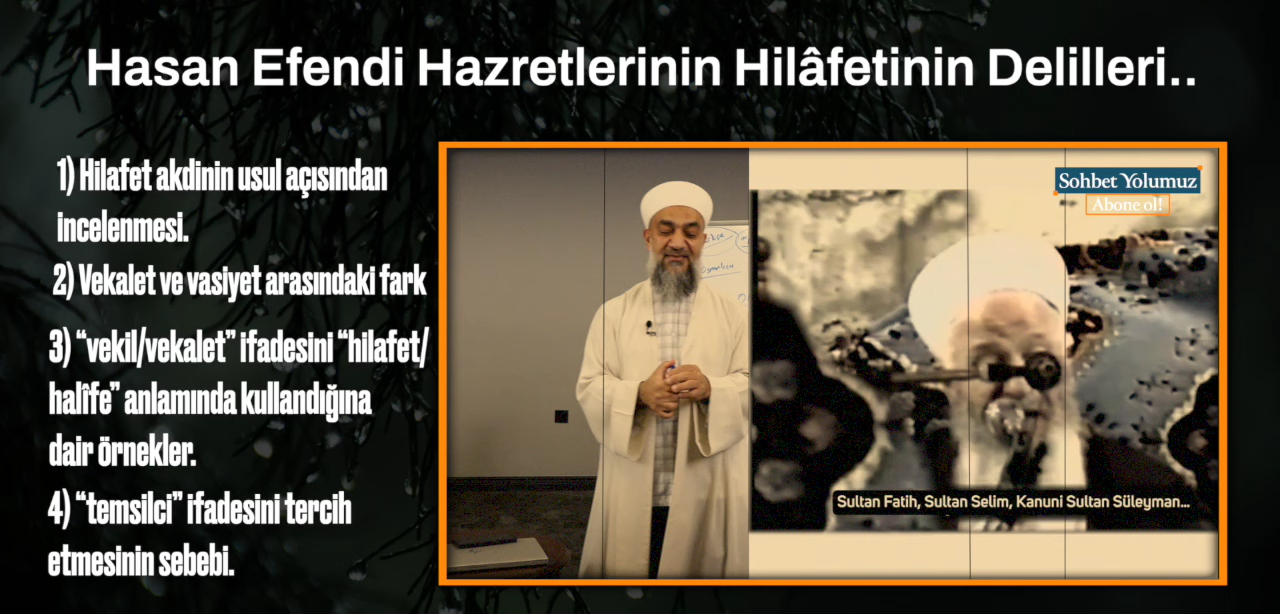 Hasan Efendi Hazretlerinin Hilâfetinin Delilleri..
1) Hilafet akdinin usul açısından
incelenmesi.
2) Vekalet ve vasiyet arasındaki fark
3) “vekil/vekalet” ifadesini “hilafet/
halîfe” anlamında kullandığına
dair örnekler.
4) “temsilci” ifadesini tercih
etmesinin sebebi.
Sohbet Yolumuz
Abone ol!
Sultan Fatih, Sultan Selim, Kanuni Sultan Süleyman...